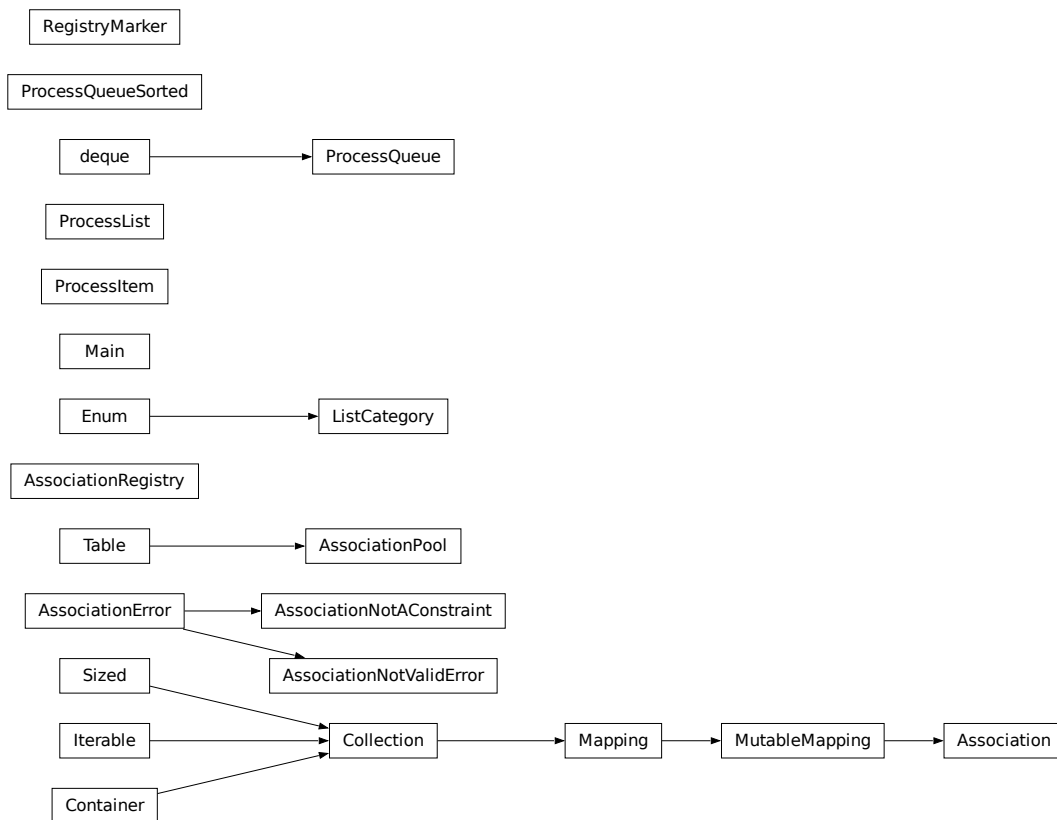 RegistryMarker
ProcessQueueSorted
deque
ProcessQueue
ProcessList
ProcessItem
Main
Enum
ListCategory
AssociationRegistry
Table
AssociationPool
AssociationError
AssociationNotAConstraint
Sized
AssociationNotValidError
Iterable
Collection
Mapping
MutableMapping
Association
Container